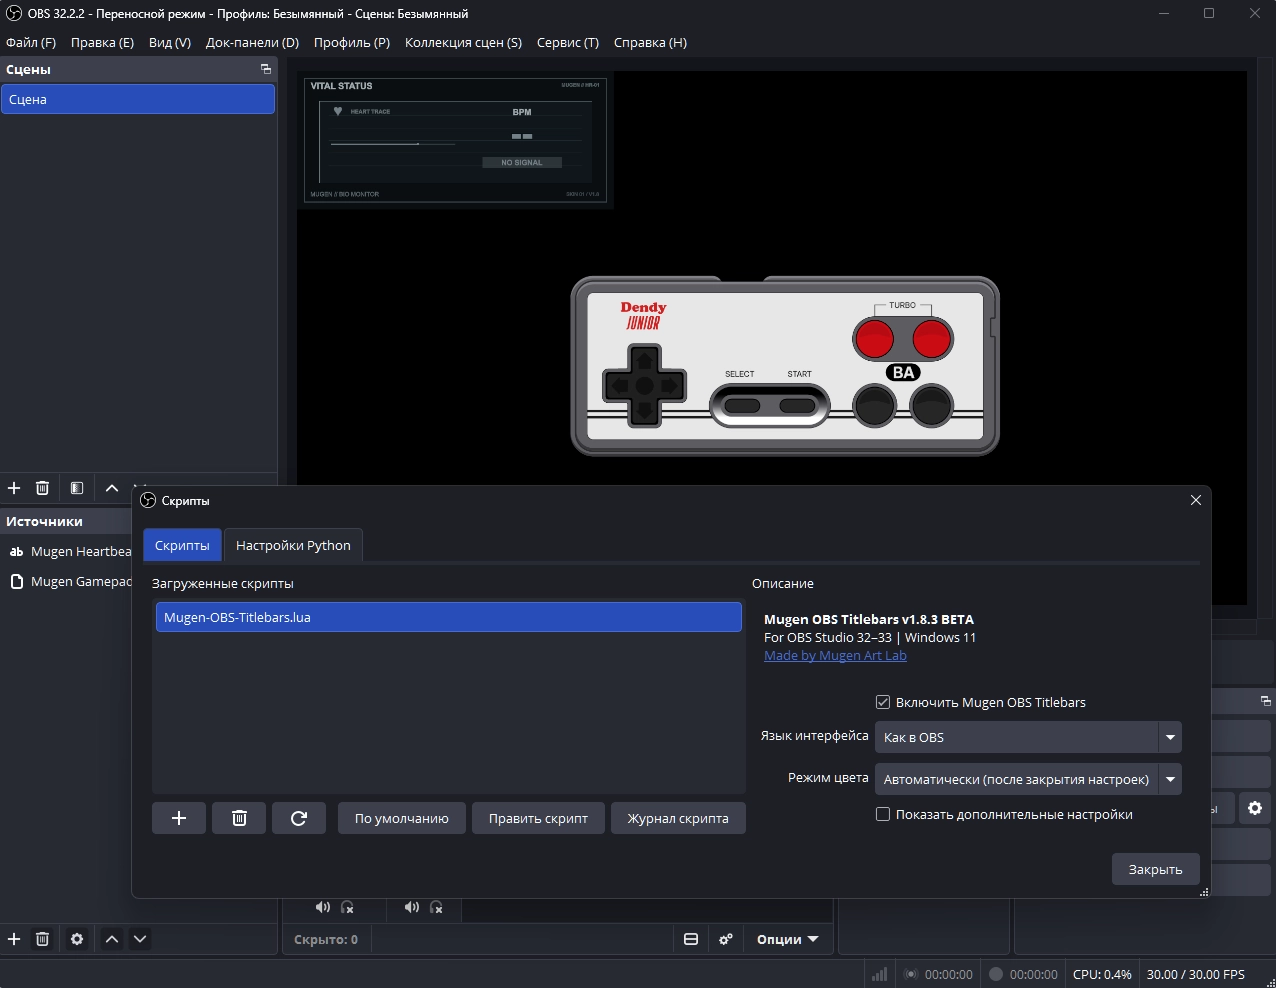 OBS 32.2.2 - Переносной режим - Профиль: Безымянный - Сцены: Безымянный
Файл (F) Правка (E) Вид (V) Док-панели (D) Профиль (P) Коллекция сцен (S) Сервис (T) Справка (H)
Сцены
Сцена
VITAL STATUS
HEART TRACE
BPM
NO SIGNAL
MUGEN // BIO MONITOR
Dendy
JUNIOR
TURBO
SELECT START
BA
Источники
ab Mugen Heartbea
Mugen Gamepad
Скрипты
Скрипты Настройки Python
Загруженные скрипты
Mugen-OBS-Titlebars.lua
По умолчанию Править скрипт Журнал скрипта
Описание
Mugen OBS Titlebars v1.8.3 BETA
For OBS Studio 32–33 | Windows 11
Made by Mugen Art Lab
Включить Mugen OBS Titlebars
Язык интерфейса Как в OBS
Режим цвета Автоматически (после закрытия настроек)
Показать дополнительные настройки
Закрыть
Скрыто: 0
Опции
00:00:00 00:00:00 CPU: 0.4% 30.00 / 30.00 FPS